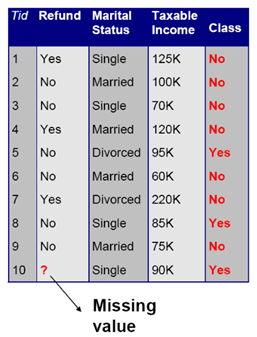 Tid Refund Marital Status Taxable Income Class
1 Yes Single 125K No
2 No Married 100K No
3 No Single 70K No
4 Yes Married 120K No
5 No Divorced 95K Yes
6 No Married 60K No
7 Yes Divorced 220K No
8 No Single 85K Yes
9 No Married 75K No
10 ? Single 90K Yes
Missing
value